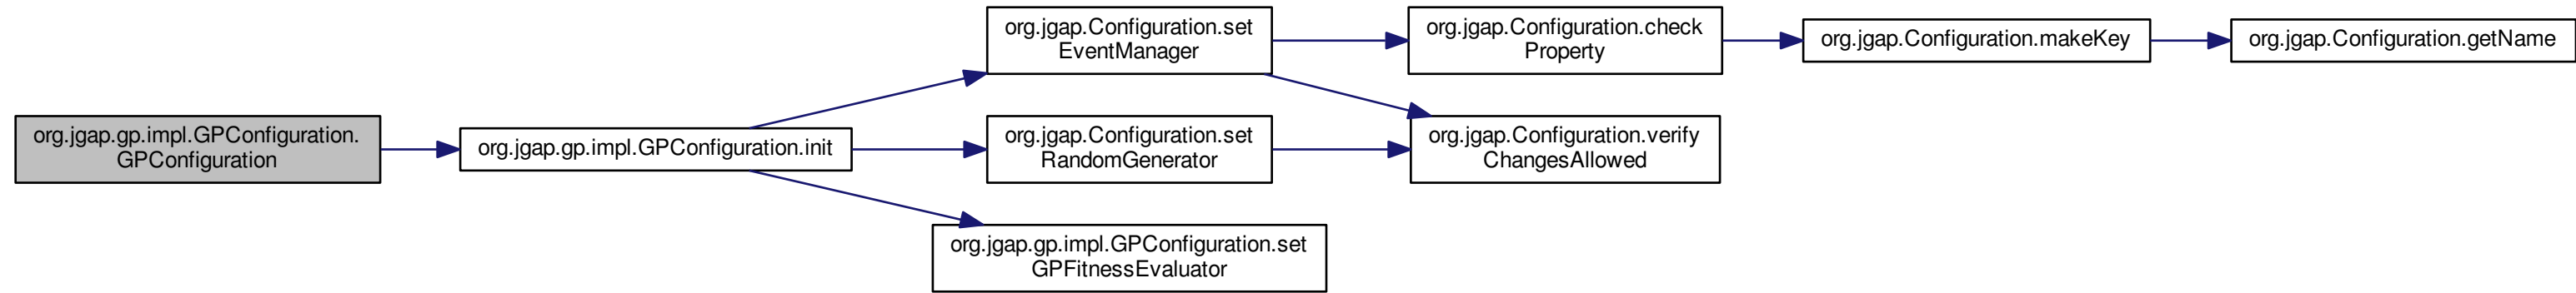 org.jgap.gp.impl.GPConfiguration.
GPConfiguration
org.jgap.gp.impl.GPConfiguration.init
org.jgap.Configuration.set
EventManager
org.jgap.Configuration.check
Property
org.jgap.Configuration.makeKey
org.jgap.Configuration.getName
org.jgap.Configuration.set
RandomGenerator
org.jgap.Configuration.verify
ChangesAllowed
org.jgap.gp.impl.GPConfiguration.set
GPFitnessEvaluator